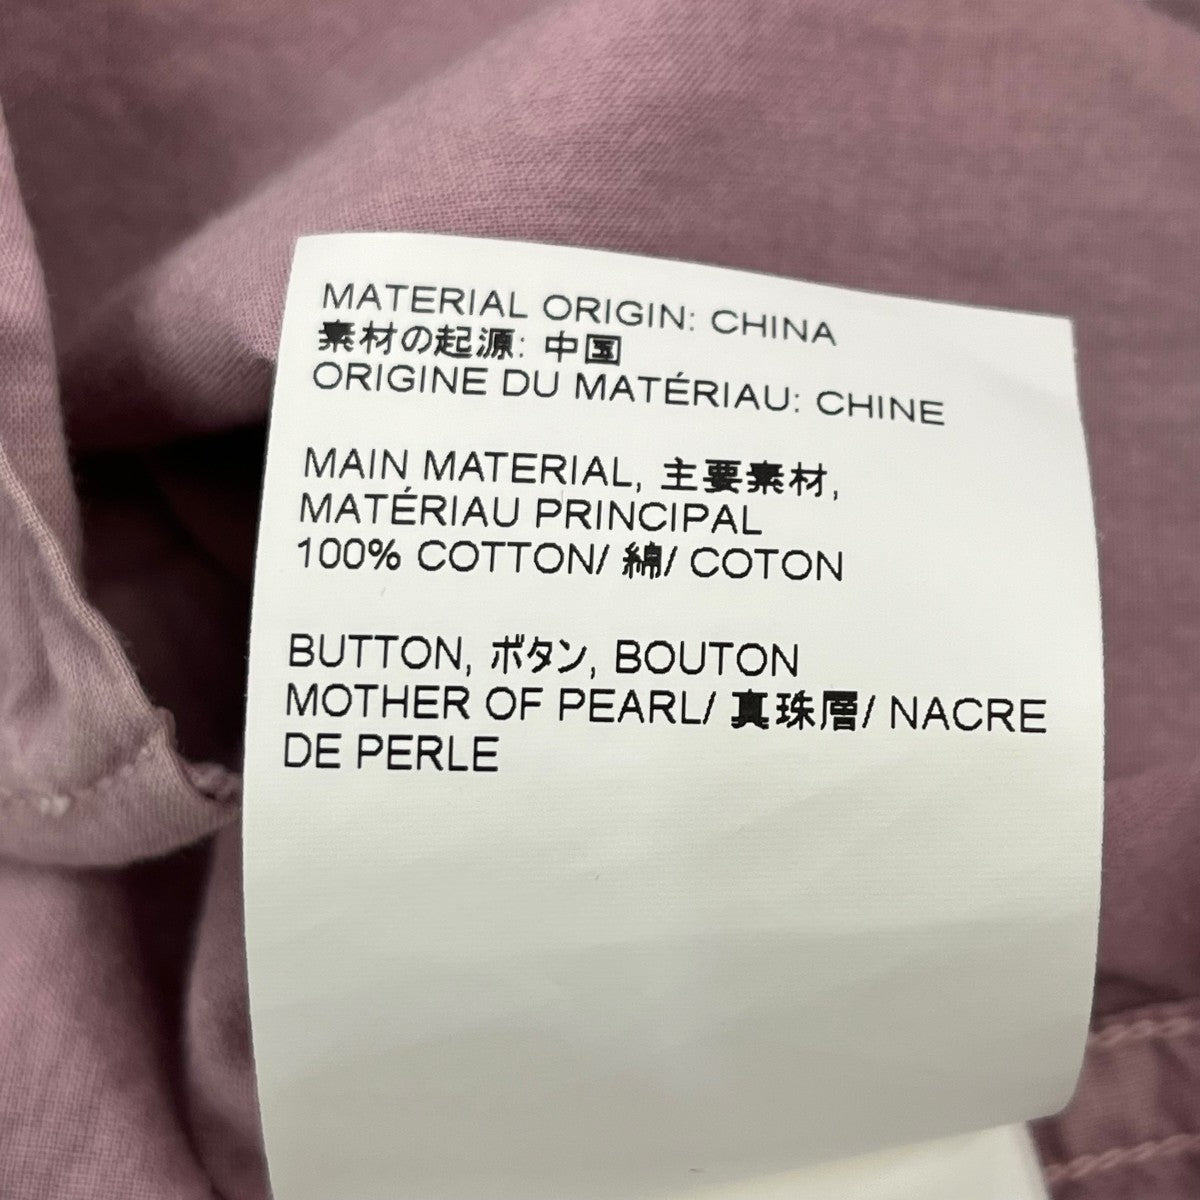 MATERIAL ORIGIN: CHINA
素材の起源: 中国
ORIGINE DU MATÉRIAU: CHINE
MAIN MATERIAL, 主要素材,
MATÉRIAU PRINCIPAL
100% COTTON/ 綿/ COTON
BUTTON, ボタン, BOUTON
MOTHER OF PEARL/ 真珠層/ NACRE
DE PERLE